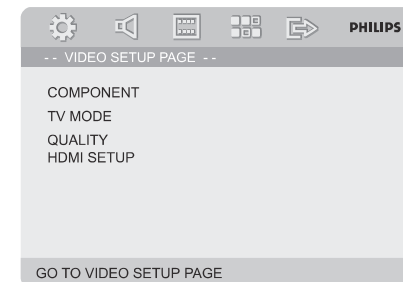 PHILIPS
-- VIDEO SETUP PAGE --
COMPONENT
TV MODE
QUALITY
HDMI SETUP
GO TO VIDEO SETUP PAGE